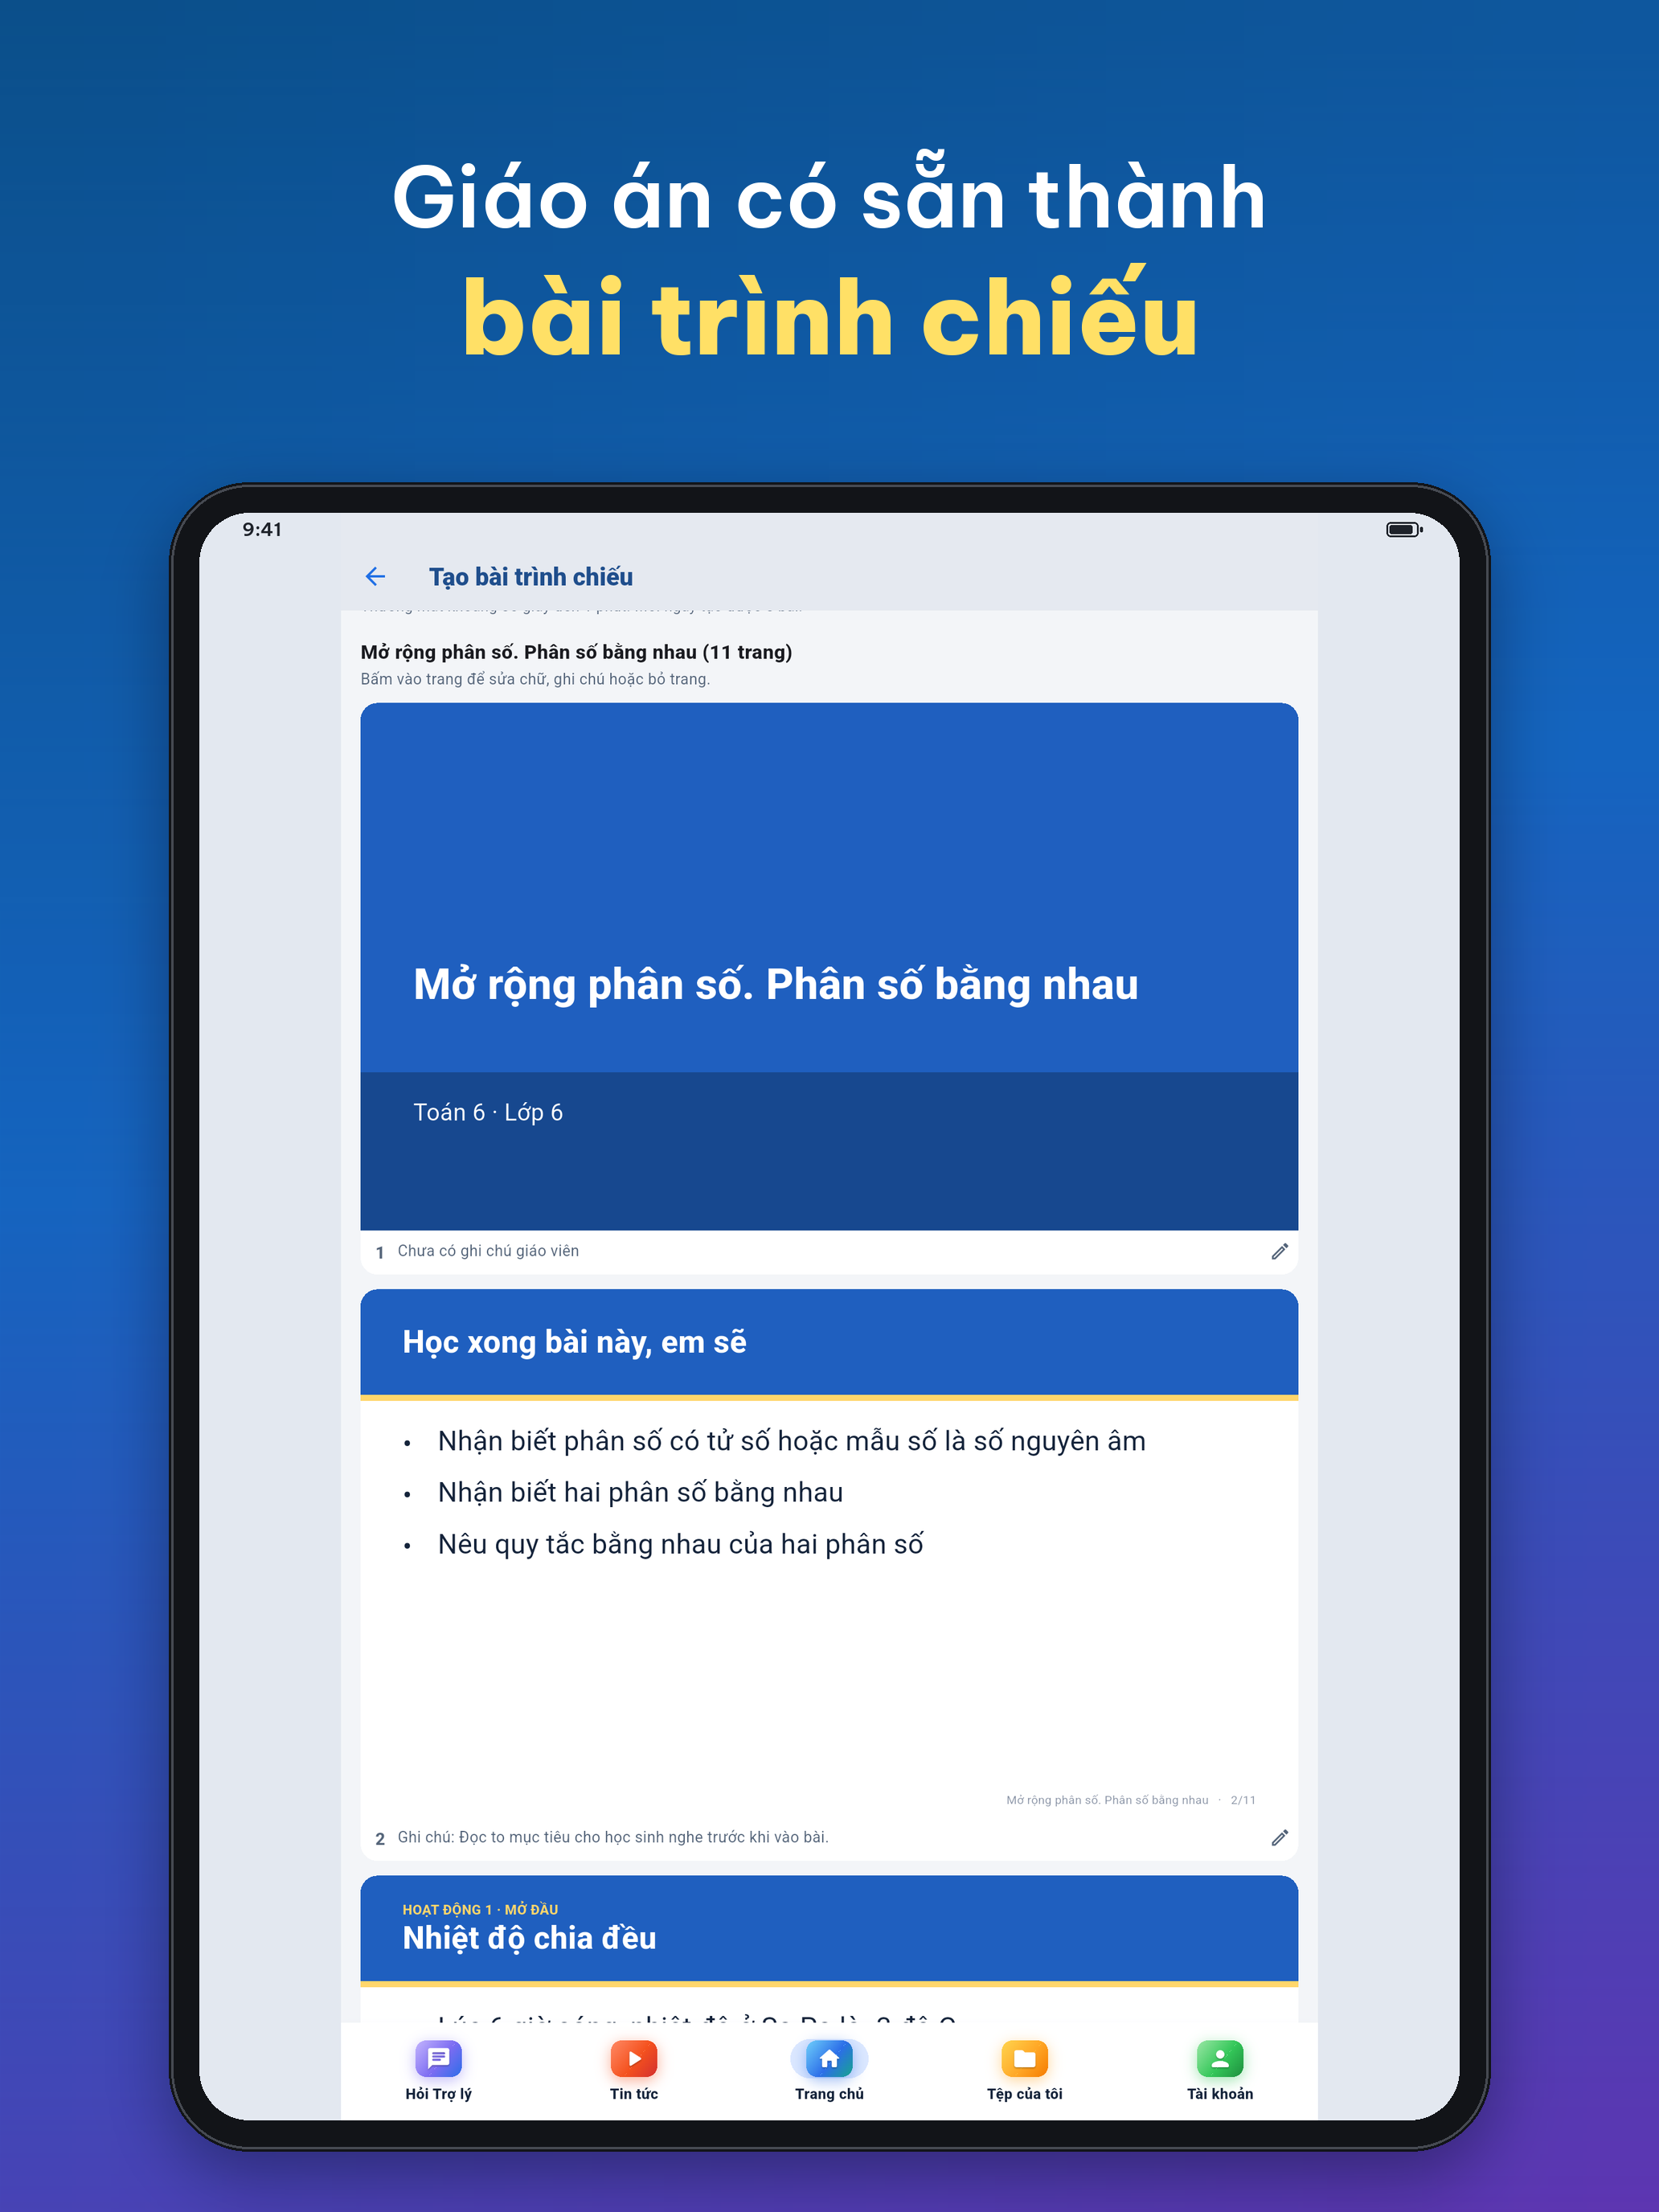 Giáo án có sẵn thành
bài trình chiếu
9:41
Tạo bài trình chiếu
Mở rộng phân số. Phân số bằng nhau (11 trang)
Bấm vào trang để sửa chữ, ghi chú hoặc bỏ trang.
Mở rộng phân số. Phân số bằng nhau
Toán 6 · Lớp 6
1 Chưa có ghi chú giáo viên
Học xong bài này, em sẽ
• Nhận biết phân số có tử số hoặc mẫu số là số nguyên âm
• Nhận biết hai phân số bằng nhau
• Nêu quy tắc bằng nhau của hai phân số
Mở rộng phân số. Phân số bằng nhau · 2/11
2 Ghi chú: Đọc to mục tiêu cho học sinh nghe trước khi vào bài.
HOẠT ĐỘNG 1 · MỞ ĐẦU
Nhiệt độ chia đều
Hỏi Trợ lý
Tin tức
Trang chủ
Tệp của tôi
Tài khoản